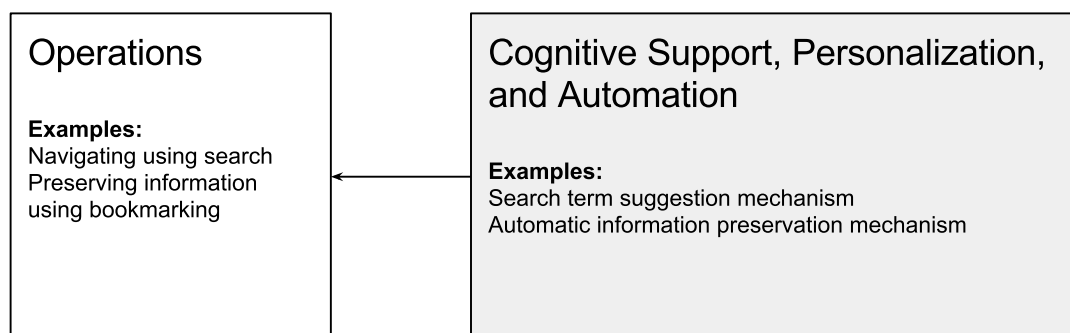 Operations
Examples:
Navigating using search
Preserving information
using bookmarking
Cognitive Support, Personalization,
and Automation
Examples:
Search term suggestion mechanism
Automatic information preservation mechanism